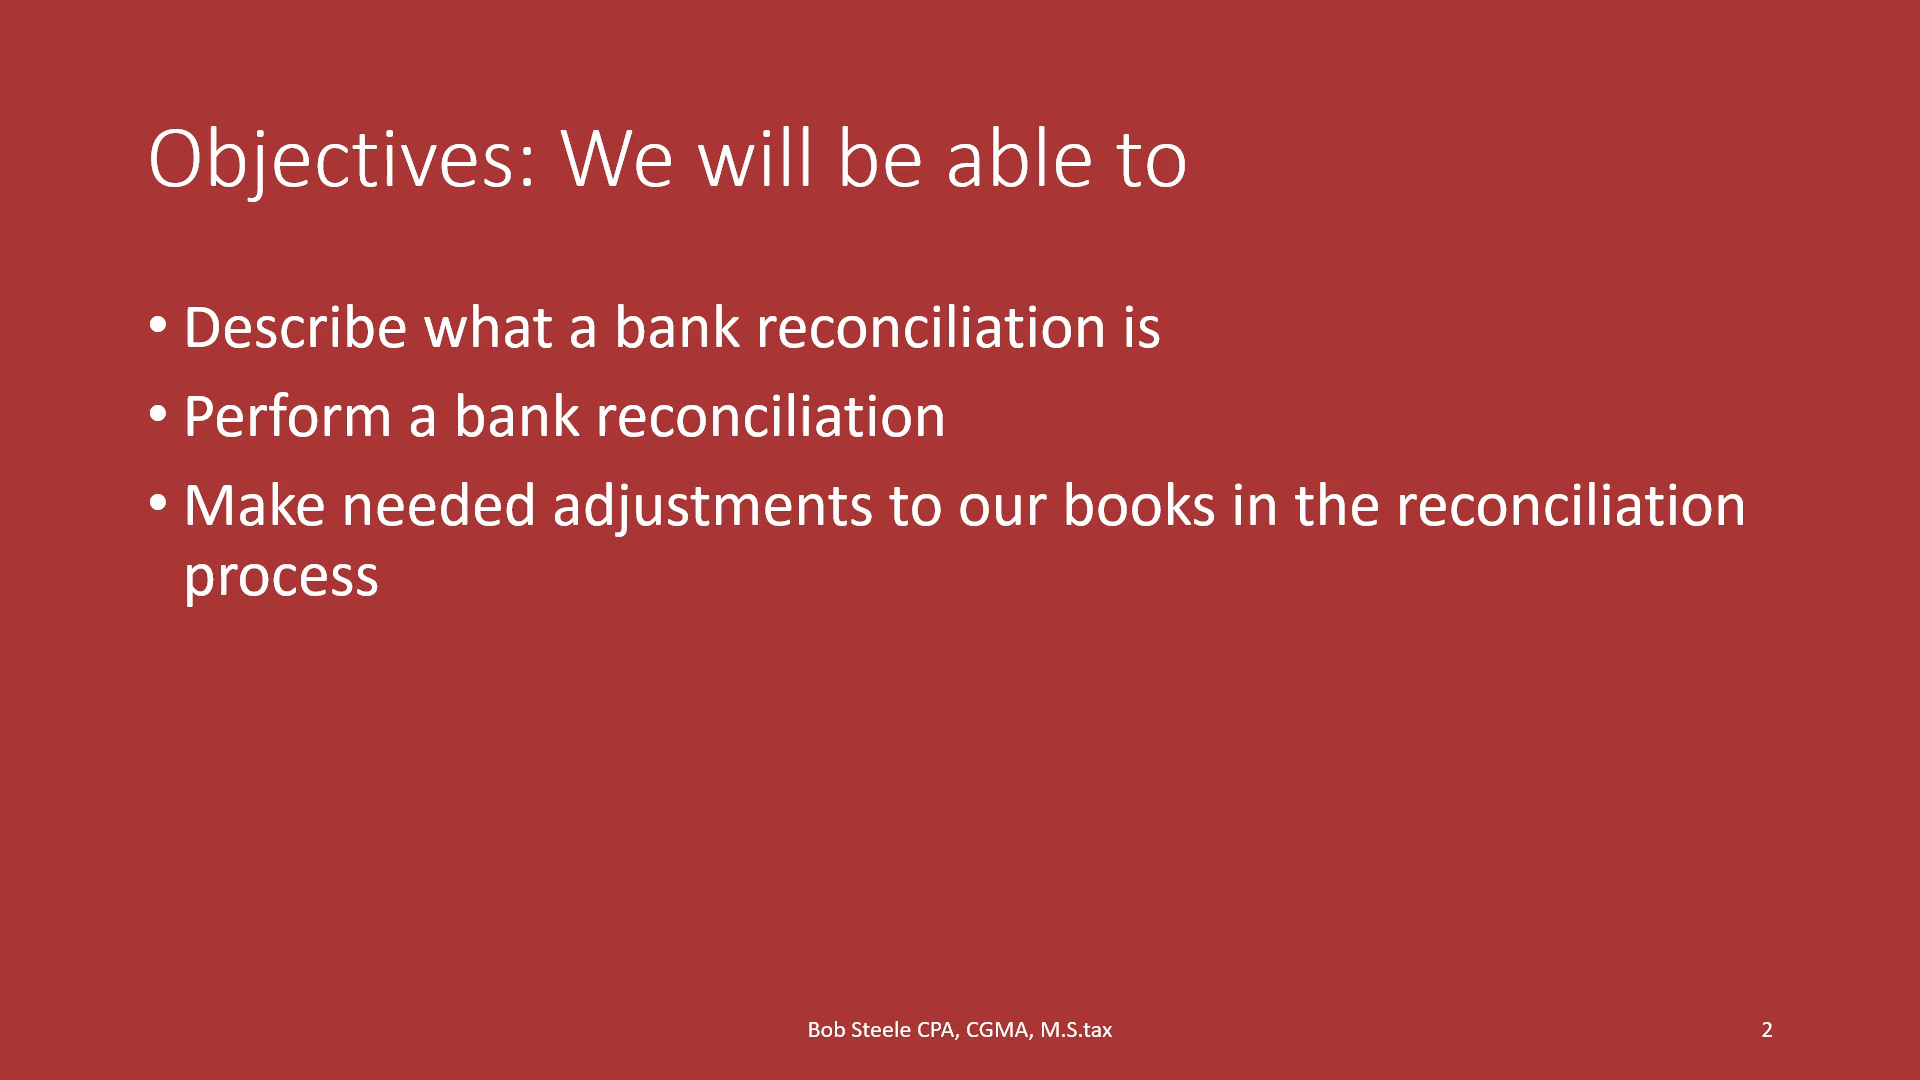 Objectives: We will be able to
• Describe what a bank reconciliation is
• Perform a bank reconciliation
• Make needed adjustments to our books in the reconciliation
process
Bob Steele CPA, CGMA, M.S.tax
2